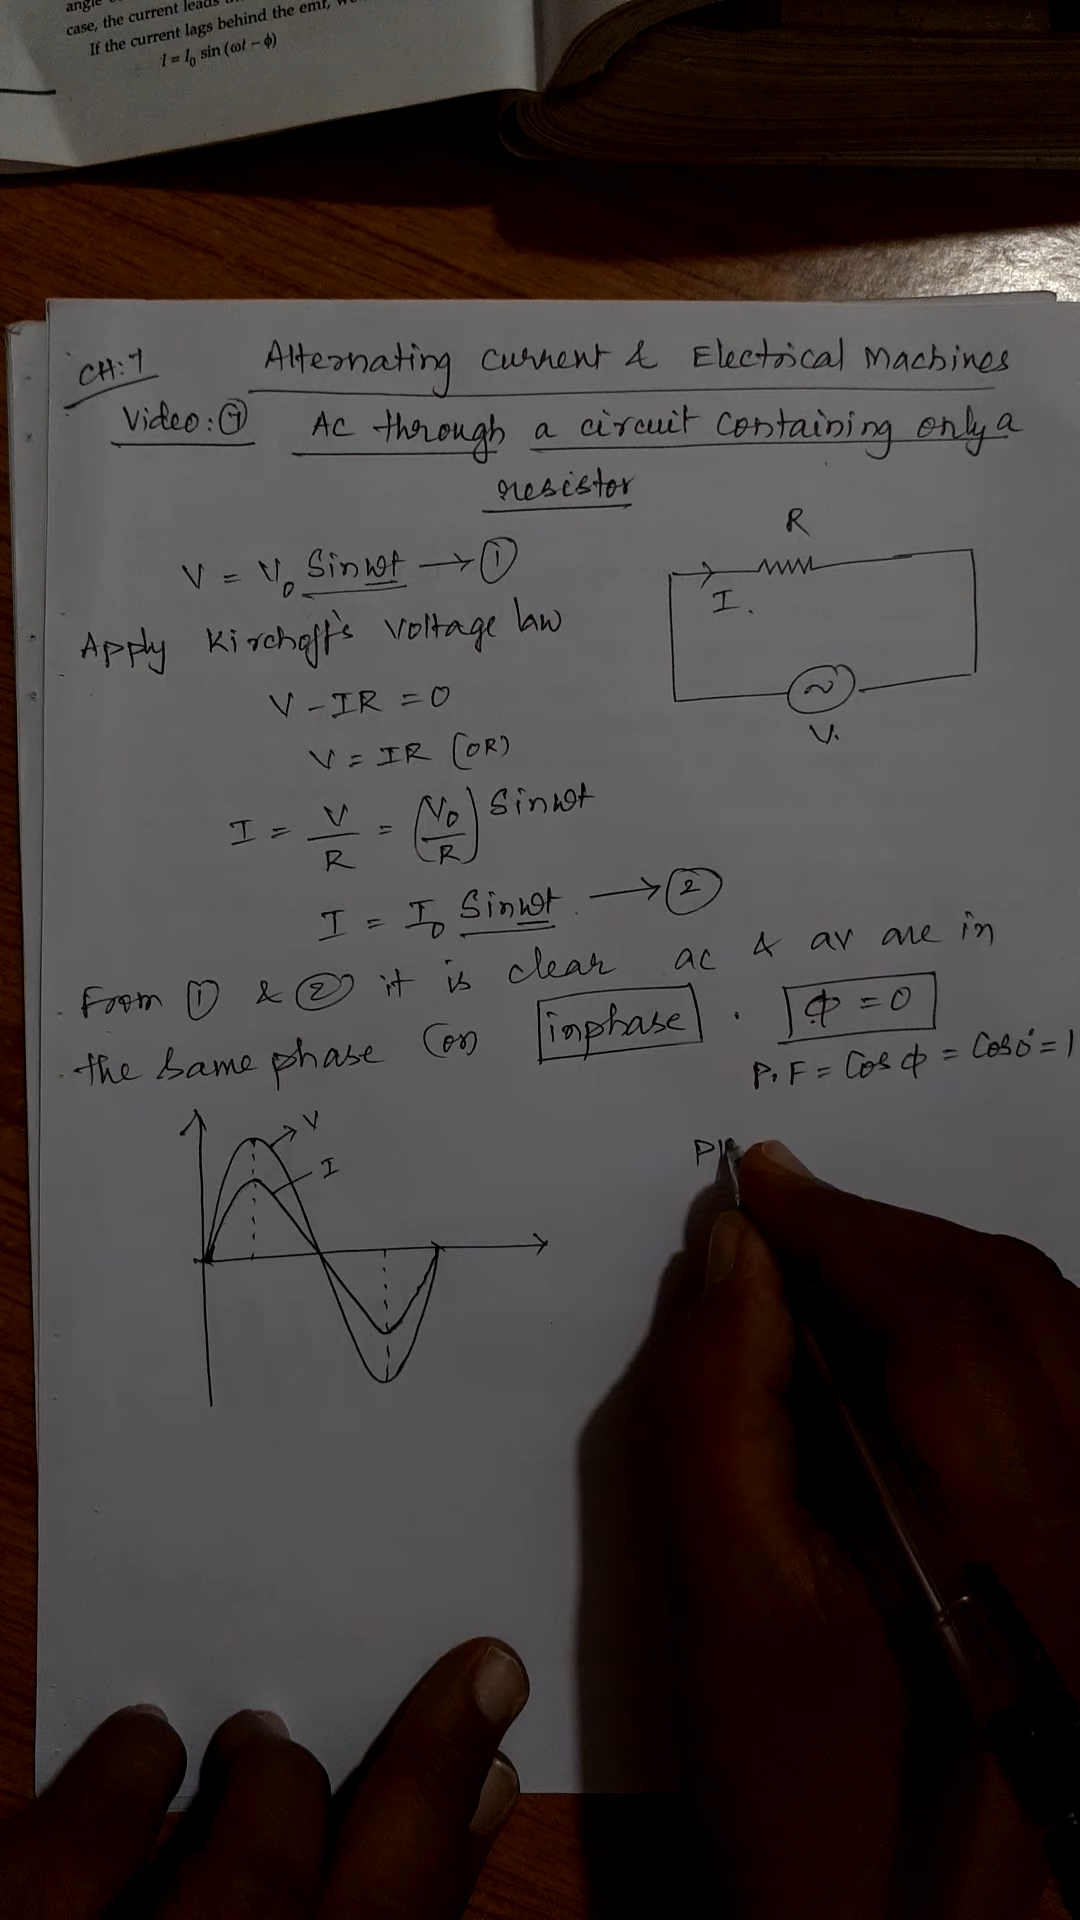 case, the current leads
If the current lags behind the emf,
I = I₀ sin (ωt − ϕ)
CH:7 Alternating Current & Electrical Machines
Video: ⑦ AC through a circuit containing only a
resistor
V = V₀ Sinωt → ①
R
I.
V.
Apply Kirchoff's Voltage law
V - IR = 0
V = IR (OR)
I = V/R = (V₀/R) Sinωt
I = I₀ Sinωt. → ②
From ① & ② it is clear ac & av are in
the same phase (or) inphase. ϕ = 0
P.F = Cos ϕ = Cos0° = 1
V
I